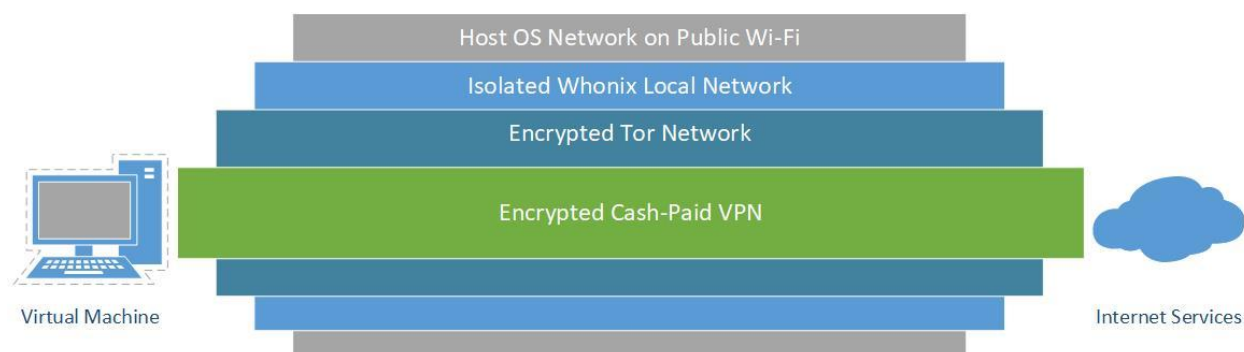 Host OS Network on Public Wi-Fi
Isolated Whonix Local Network
Encrypted Tor Network
Encrypted Cash-Paid VPN
Virtual Machine
Internet Services